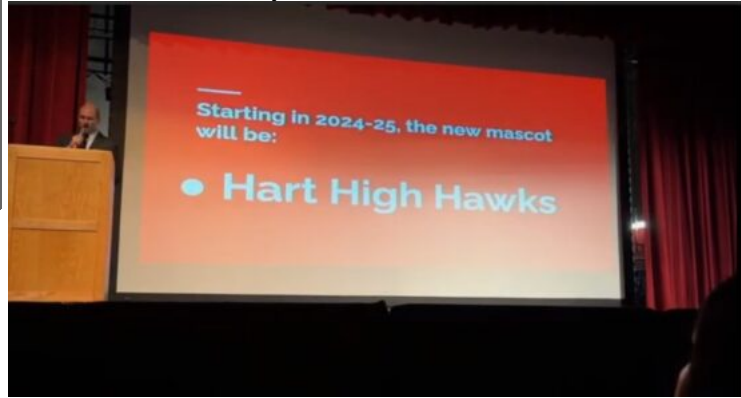 Starting in 2024-25, the new mascot
will be:
● Hart High Hawks